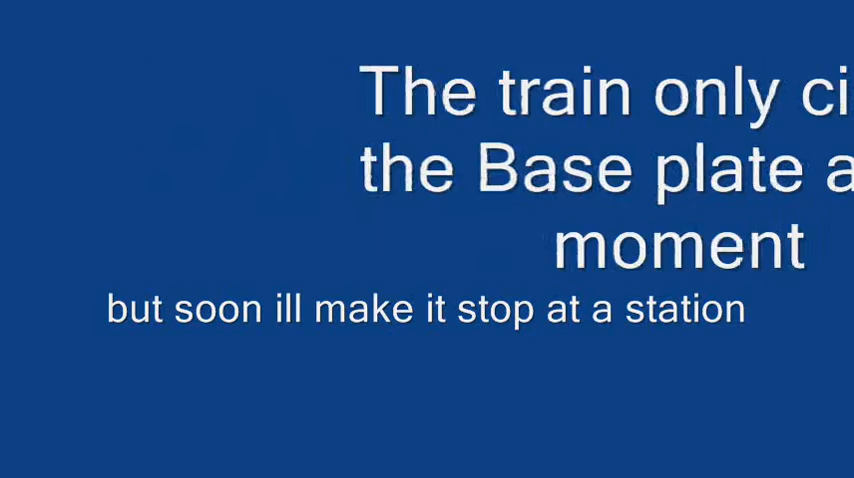 The train only ci
the Base plate a
moment
but soon ill make it stop at a station